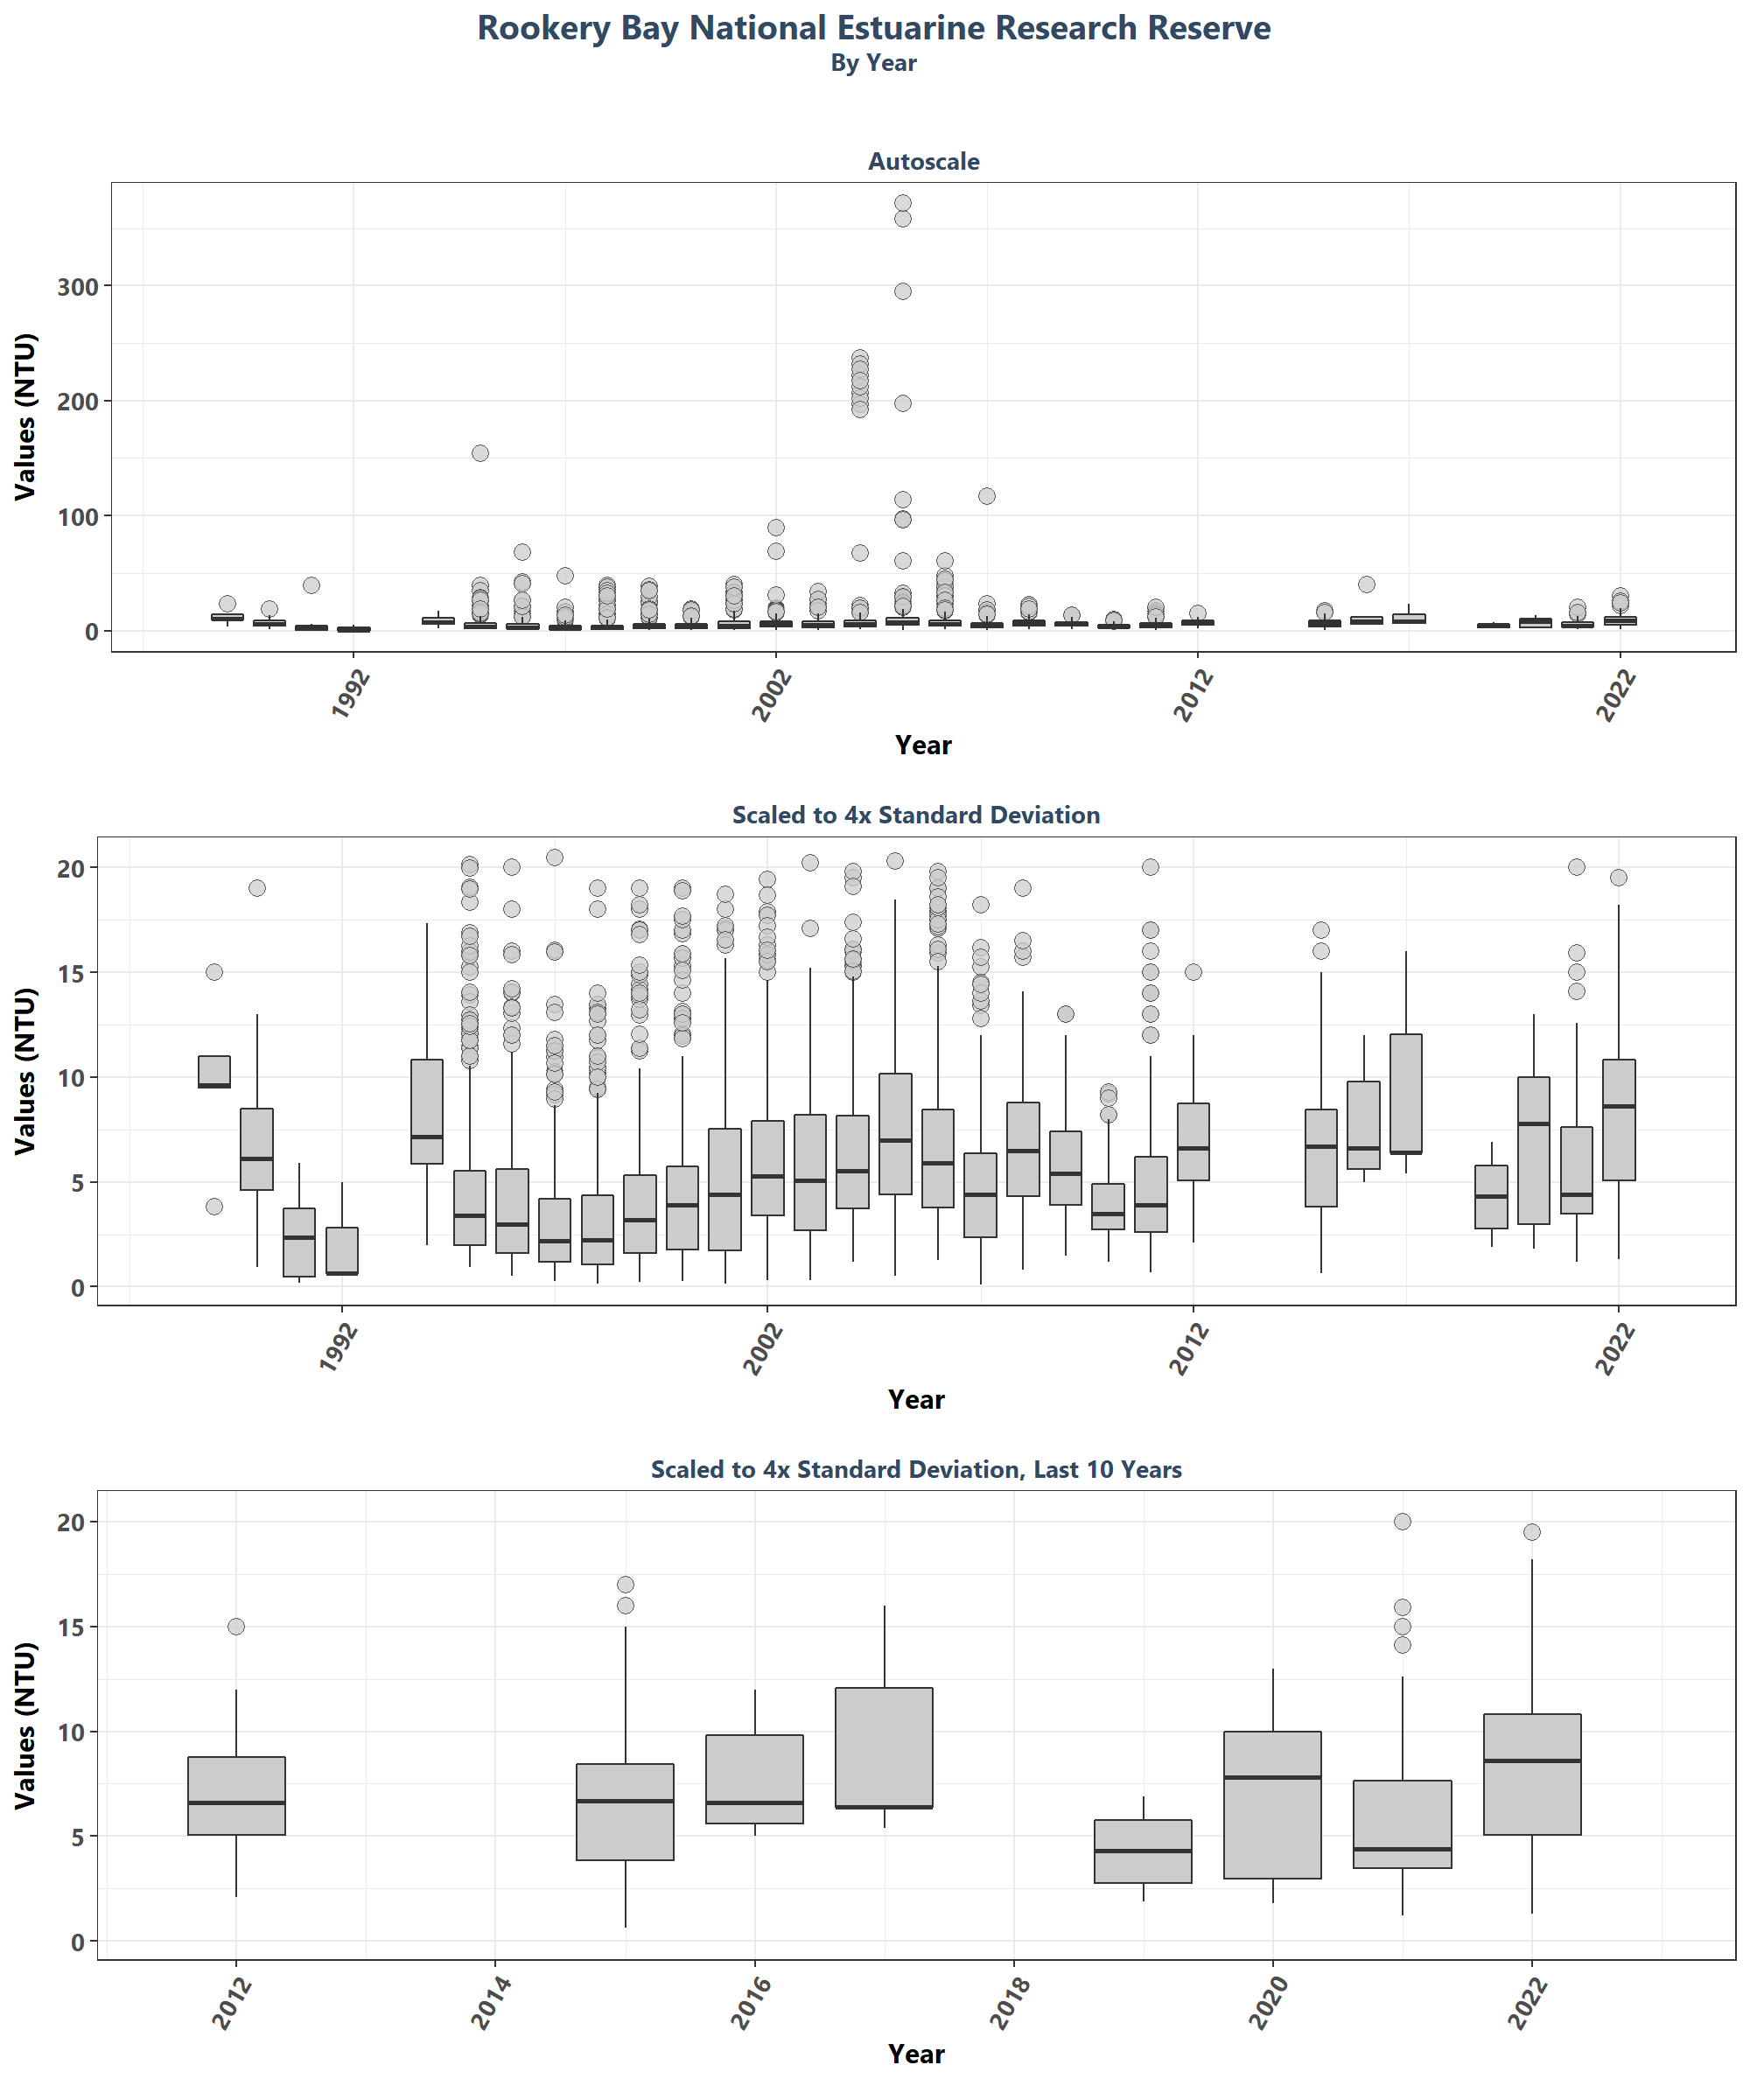 Rookery Bay National Estuarine Research Reserve
By Year
Autoscale
Values (NTU)
300
200
100
0
1992
2002
2012
2022
Year
Scaled to 4x Standard Deviation
Values (NTU)
20
15
10
5
0
1992
2002
2012
2022
Year
Scaled to 4x Standard Deviation, Last 10 Years
Values (NTU)
20
15
10
5
0
2012
2014
2016
2018
2020
2022
Year